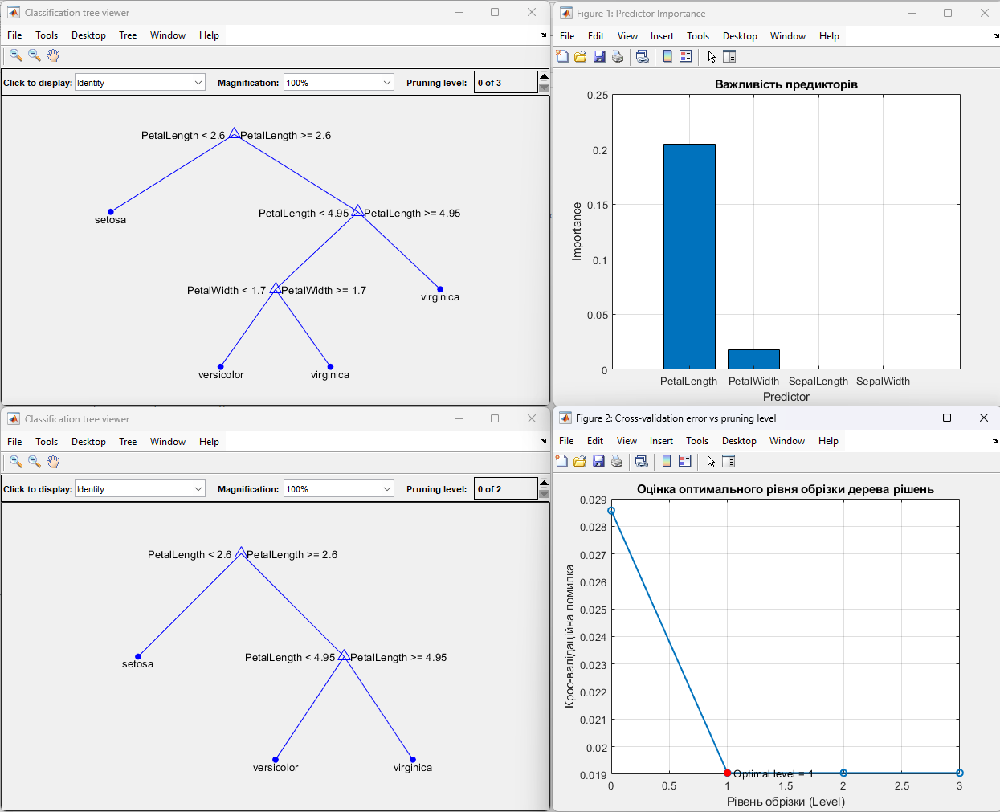 Classification tree viewer
File Tools Desktop Tree Window Help
Click to display: Identity Magnification: 100% Pruning level: 0 of 3
PetalLength < 2.6 PetalLength >= 2.6
setosa
PetalLength < 4.95 PetalLength >= 4.95
PetalWidth < 1.7 PetalWidth >= 1.7
virginica
versicolor virginica
Figure 1: Predictor Importance
File Edit View Insert Tools Desktop Window Help
Важливість предикторів
0.25
0.2
0.15
0.1
0.05
0
Importance
PetalLength PetalWidth SepalLength SepalWidth
Predictor
Classification tree viewer
File Tools Desktop Tree Window Help
Click to display: Identity Magnification: 100% Pruning level: 0 of 2
PetalLength < 2.6 PetalLength >= 2.6
setosa
PetalLength < 4.95 PetalLength >= 4.95
versicolor virginica
Figure 2: Cross-validation error vs pruning level
File Edit View Insert Tools Desktop Window Help
Оцінка оптимального рівня обрізки дерева рішень
0.029
0.028
0.027
0.026
0.025
0.024
0.023
0.022
0.021
0.02
0.019
Крос-валідаційна помилка
Optimal level = 1
0 0.5 1 1.5 2 2.5 3
Рівень обрізки (Level)